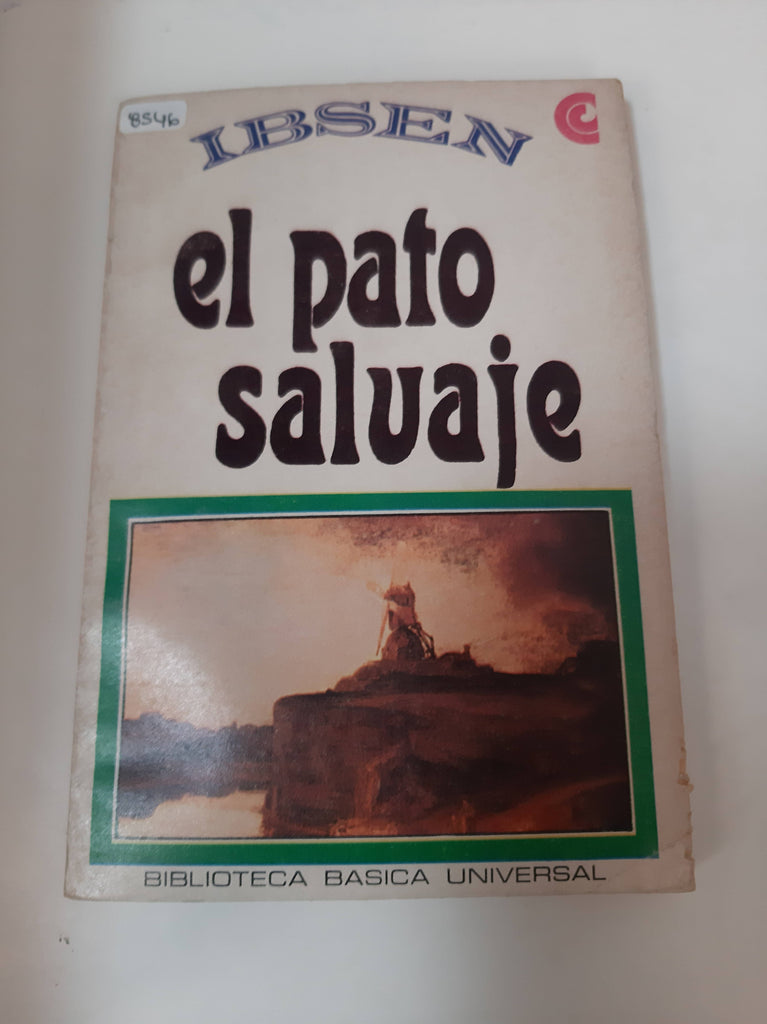 8546
IBSEN
el pato
salvaje
BIBLIOTECA BASICA UNIVERSAL